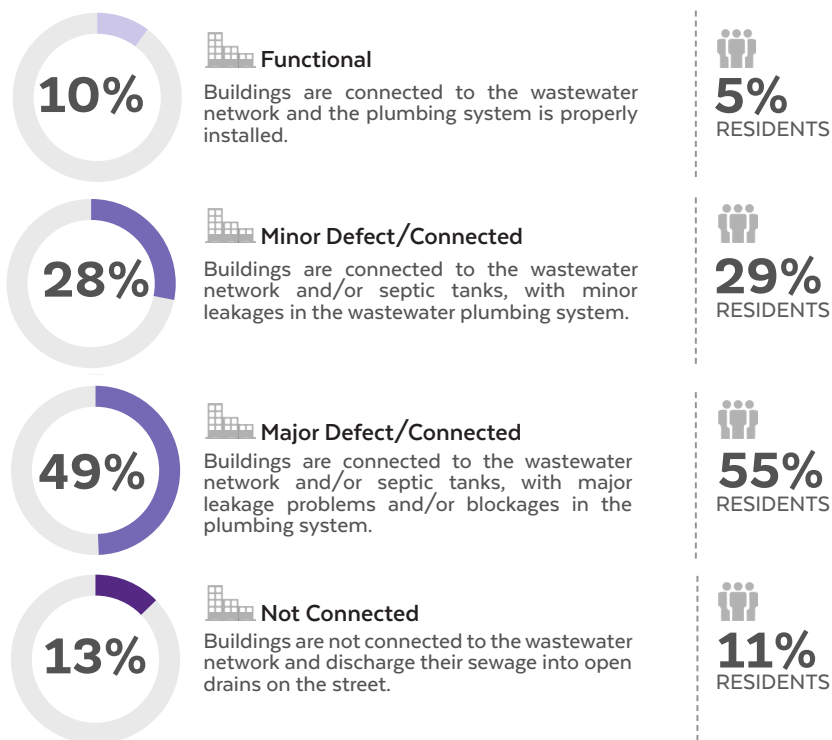 10%
Functional
Buildings are connected to the wastewater
network and the plumbing system is properly
installed.
5%
RESIDENTS
28%
Minor Defect/Connected
Buildings are connected to the wastewater
network and/or septic tanks, with minor
leakages in the wastewater plumbing system.
29%
RESIDENTS
49%
Major Defect/Connected
Buildings are connected to the wastewater
network and/or septic tanks, with major
leakage problems and/or blockages in the
plumbing system.
55%
RESIDENTS
13%
Not Connected
Buildings are not connected to the wastewater
network and discharge their sewage into open
drains on the street.
11%
RESIDENTS